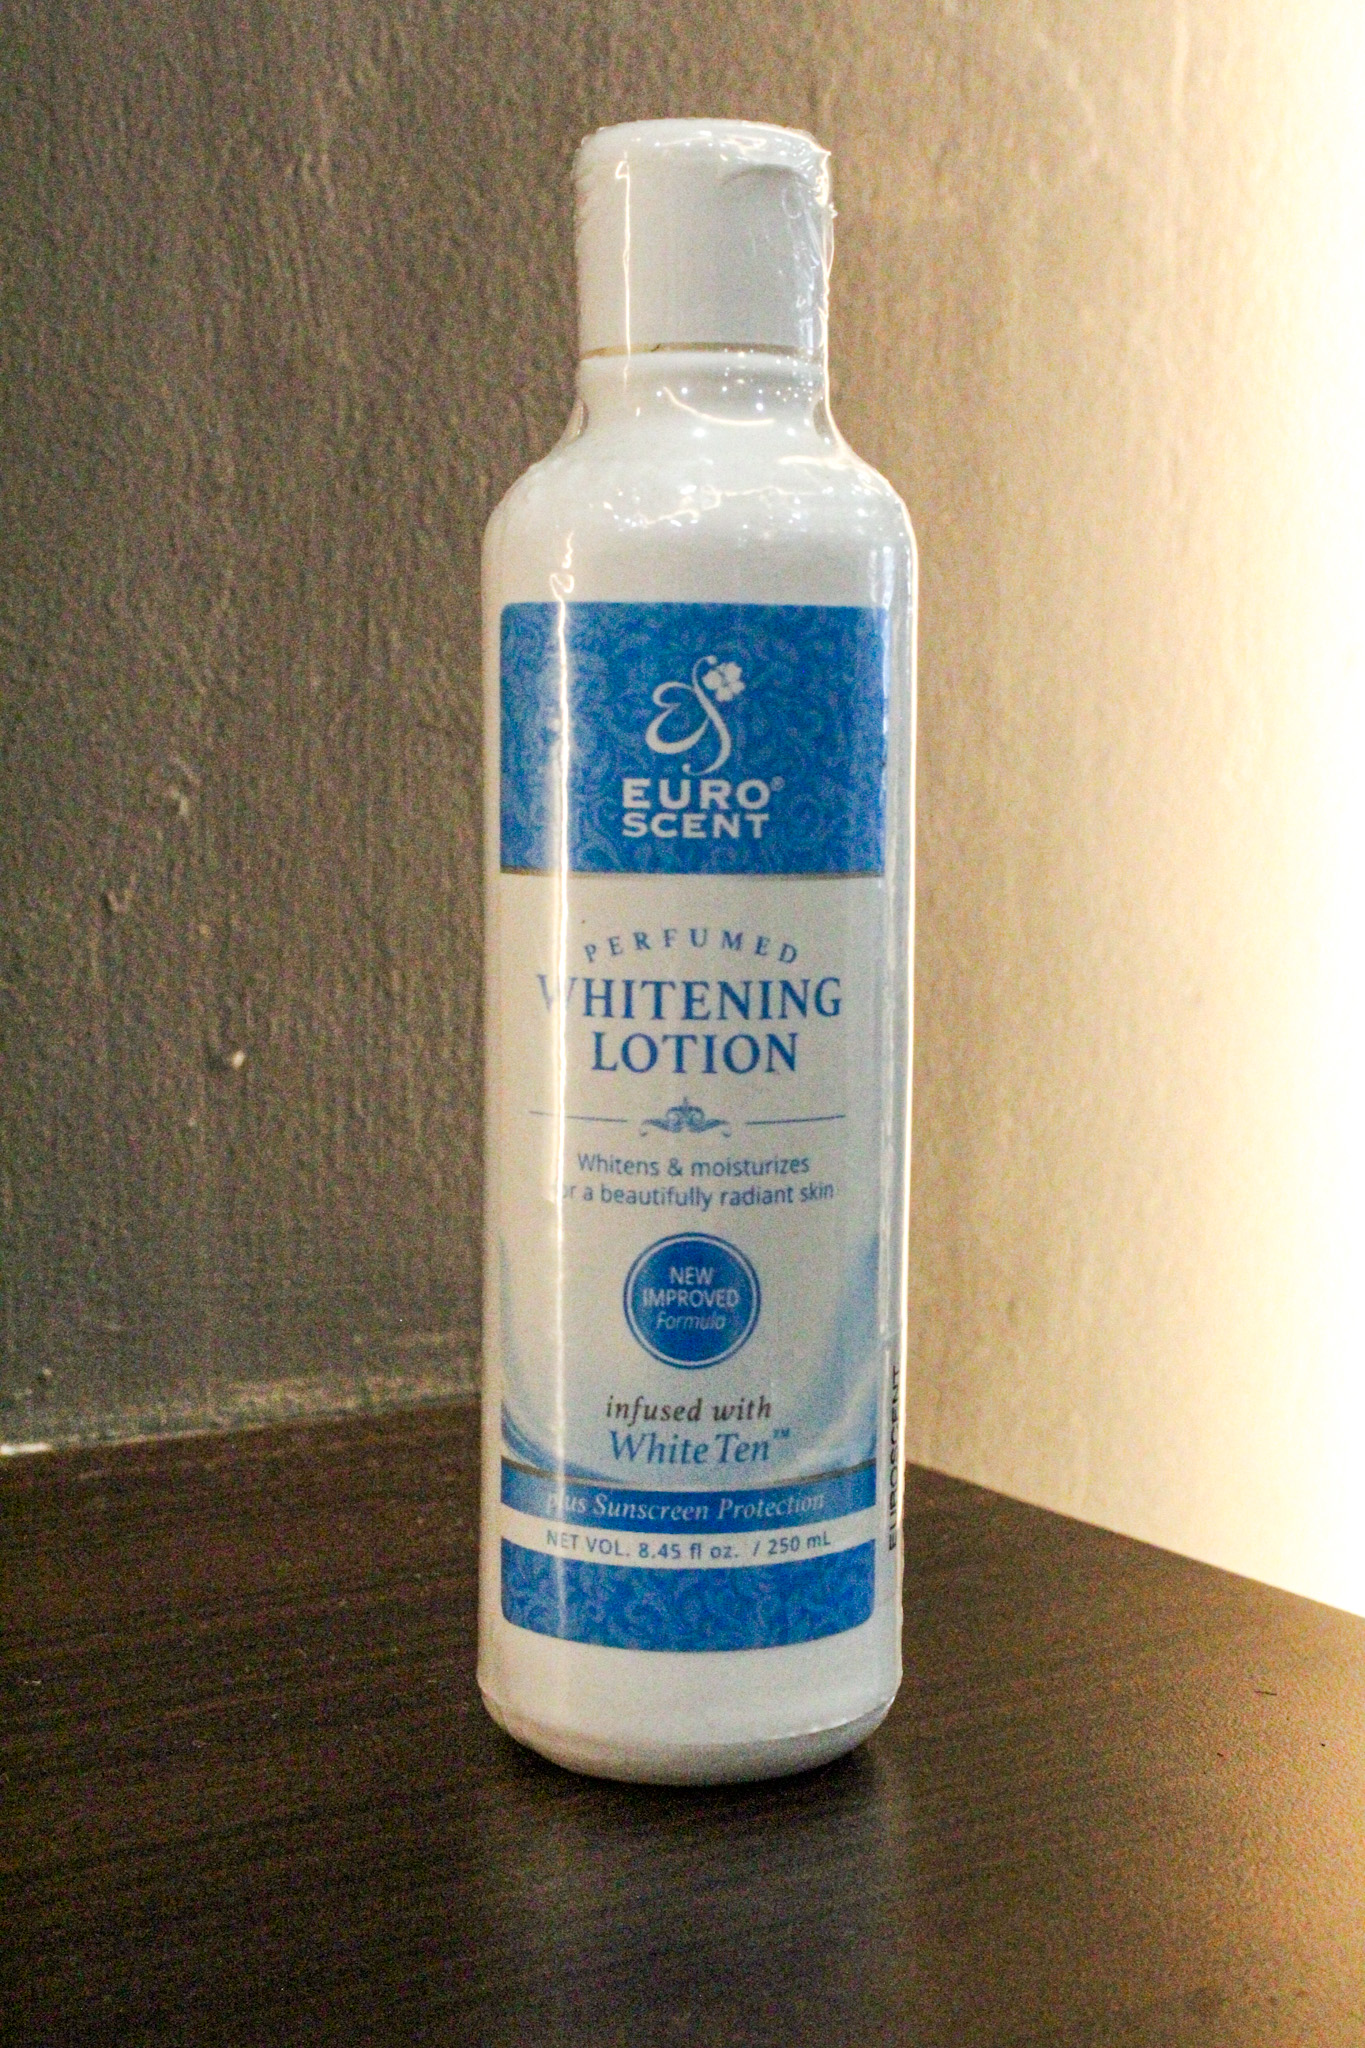 EURO®
SCENT
PERFUMED
WHITENING
LOTION
Whitens & moisturizes
or a beautifully radiant skin
NEW
IMPROVED
Formula
infused with
White Ten™
plus Sunscreen Protection
NET VOL. 8.45 fl oz. / 250 mL
EUROSCENT